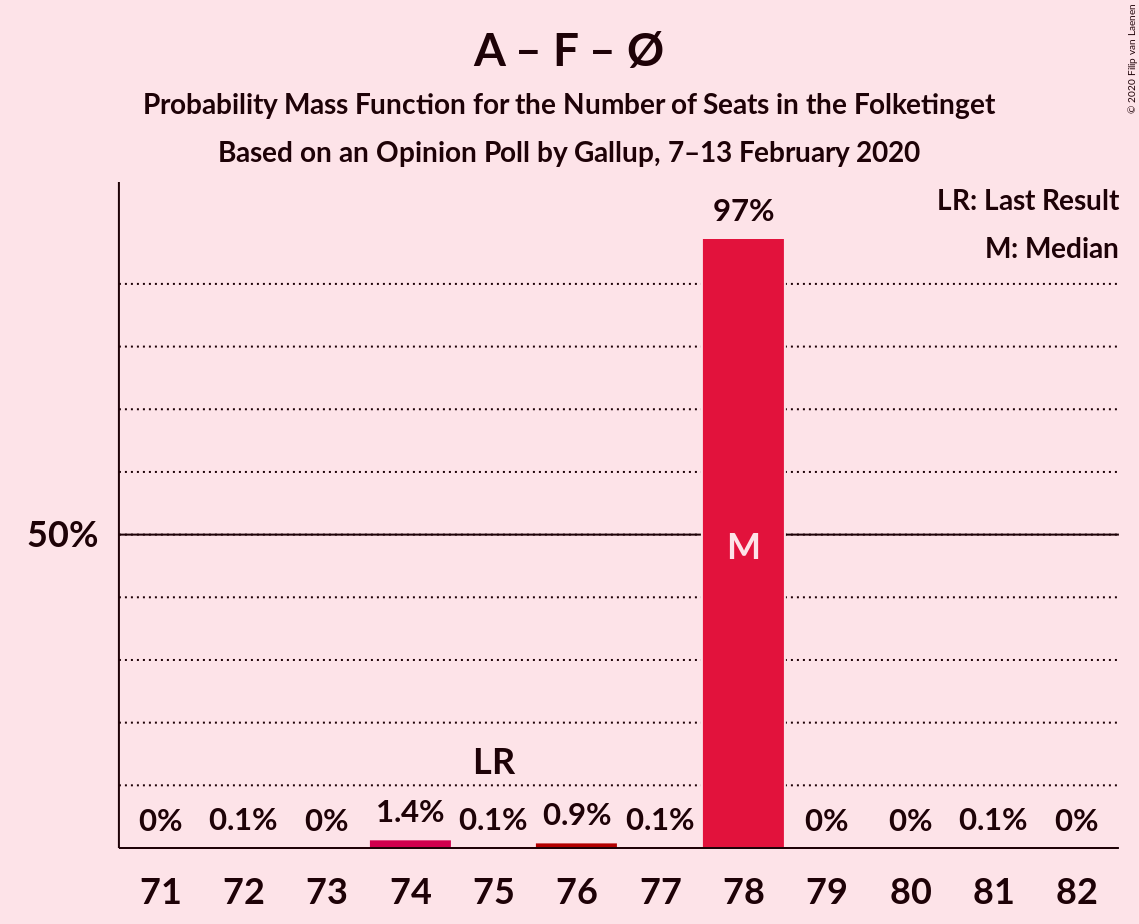 A – F – Ø
Probability Mass Function for the Number of Seats in the Folketinget
Based on an Opinion Poll by Gallup, 7–13 February 2020
© 2020 Filip van Laenen
LR: Last Result
M: Median
97%
50%
M
LR
0% 0.1% 0% 1.4% 0.1% 0.9% 0.1% 0% 0% 0.1% 0%
71 72 73 74 75 76 77 78 79 80 81 82